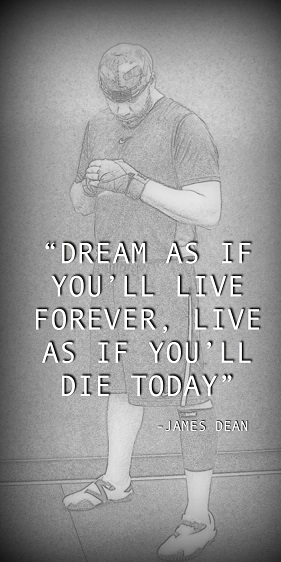 “DREAM AS IF
YOU’LL LIVE
FOREVER, LIVE
AS IF YOU’LL
DIE TODAY”
-JAMES DEAN